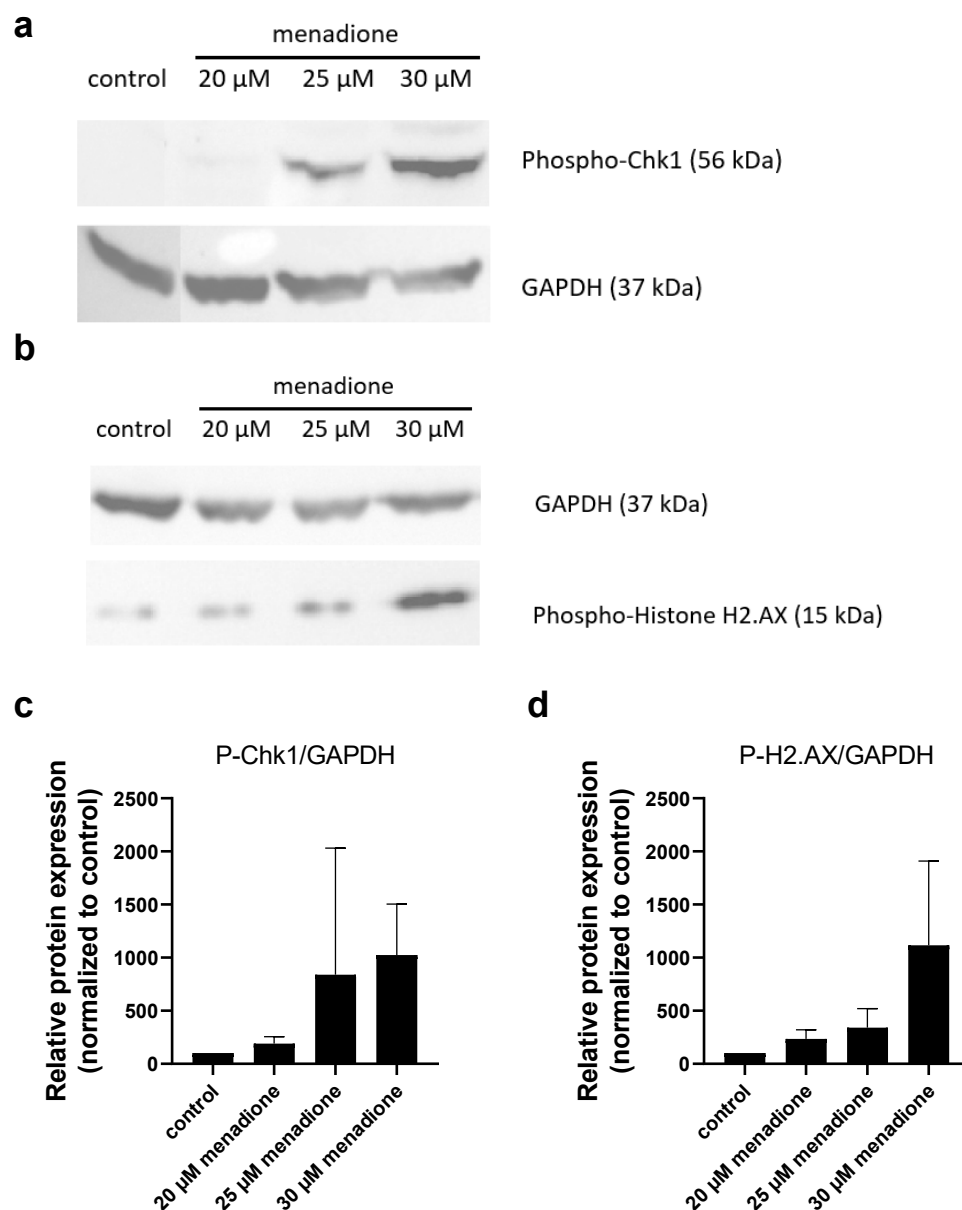 a
menadione
control 20 µM 25 µM 30 µM
Phospho-Chk1 (56 kDa)
GAPDH (37 kDa)
b
menadione
control 20 µM 25 µM 30 µM
GAPDH (37 kDa)
Phospho-Histone H2.AX (15 kDa)
c
P-Chk1/GAPDH
Relative protein expression
(normalized to control)
2500
2000
1500
1000
500
0
control
20 µM menadione
25 µM menadione
30 µM menadione
d
P-H2.AX/GAPDH
Relative protein expression
(normalized to control)
2500
2000
1500
1000
500
0
control
20 µM menadione
25 µM menadione
30 µM menadione